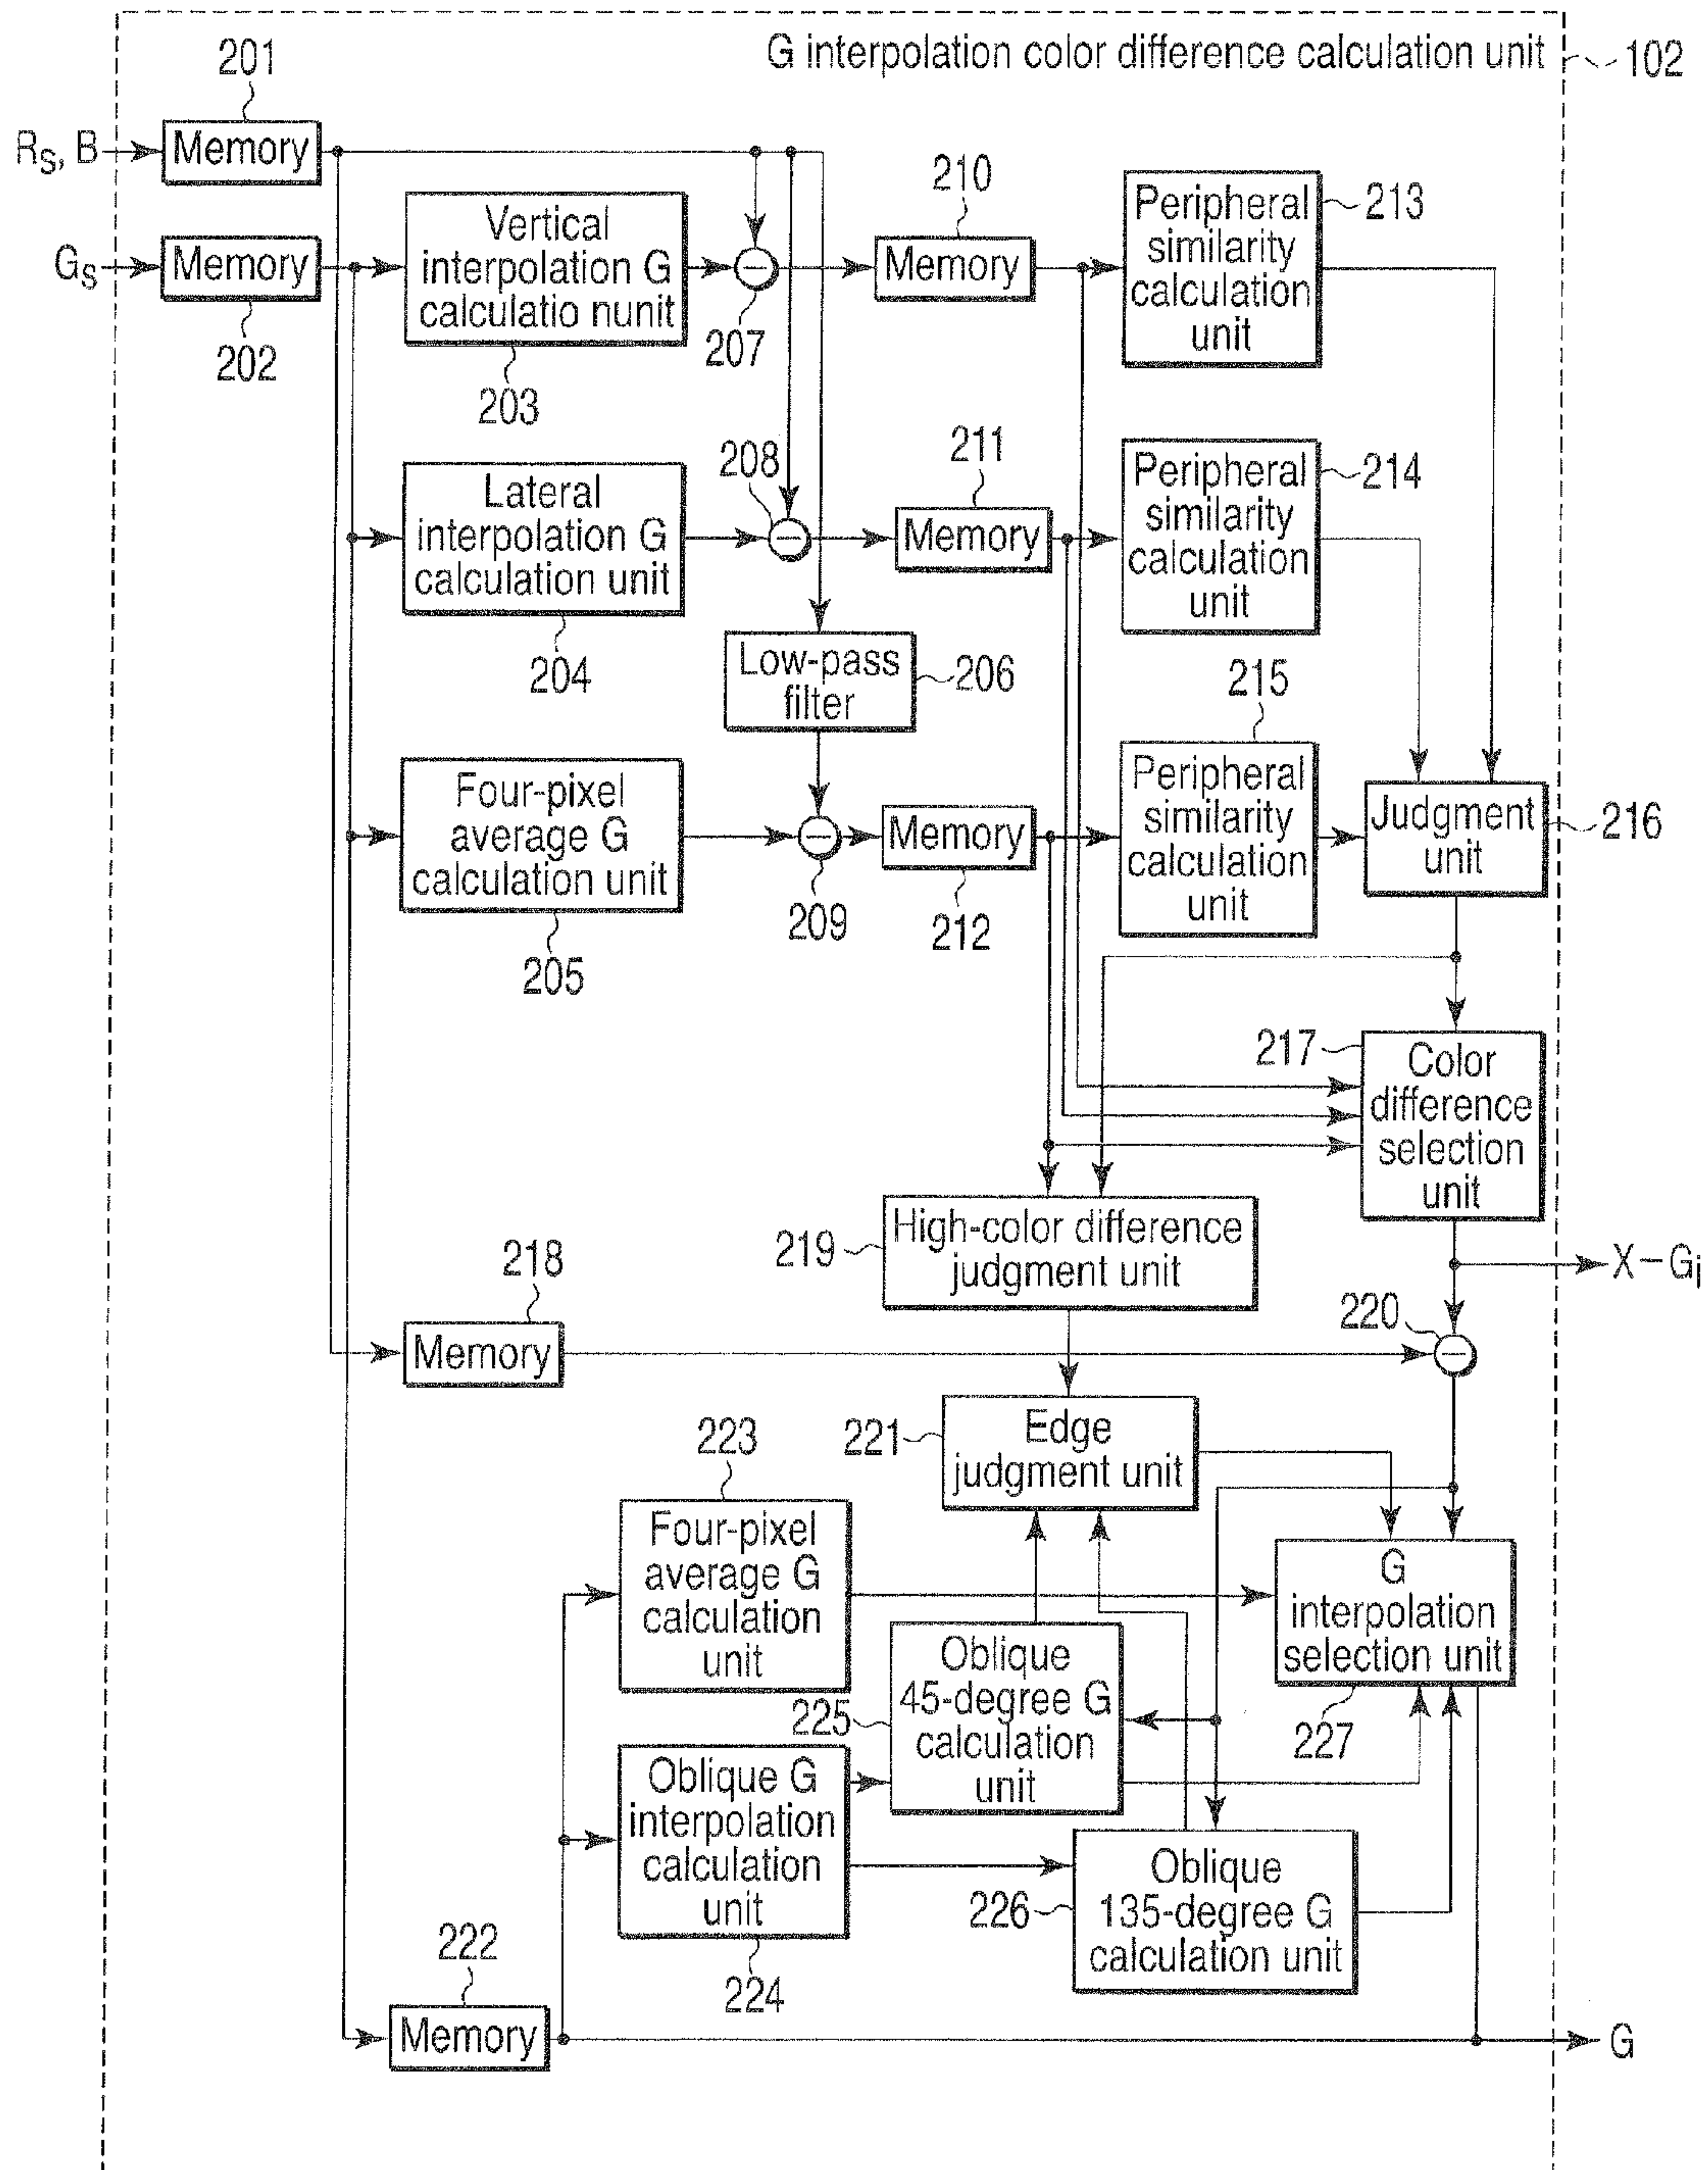 G interpolation color difference calculation unit
102
201
Rs, B
Memory
Gs
Memory
202
Vertical
interpolation G
calculatio nunit
203
207
210
Memory
Peripheral
similarity
calculation
unit
213
Lateral
interpolation G
calculation unit
204
208
211
Memory
Peripheral
similarity
calculation
unit
214
Low-pass
filter
206
215
Four-pixel
average G
calculation unit
205
209
Memory
212
Peripheral
similarity
calculation
unit
Judgment
unit
216
217
Color
difference
selection
unit
219
High-color difference
judgment unit
X-Gi
218
Memory
220
221
Edge
judgment unit
223
Four-pixel
average G
calculation
unit
G
interpolation
selection unit
227
225
Oblique
45-degree G
calculation
unit
Oblique G
interpolation
calculation
unit
224
226
Oblique
135-degree G
calculation unit
222
Memory
G